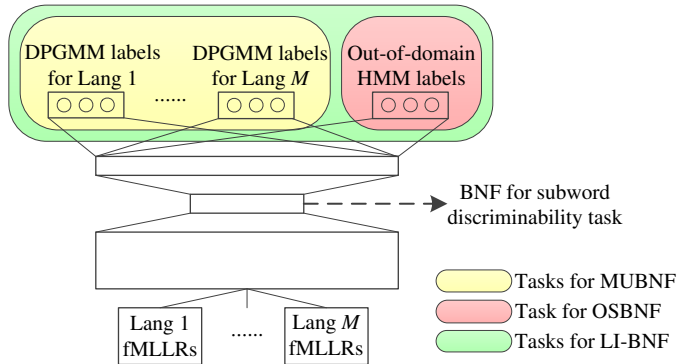 DPGMM labels
for Lang 1
......
DPGMM labels
for Lang M
Out-of-domain
HMM labels
BNF for subword
discriminability task
Lang 1
fMLLRs
......
Lang M
fMLLRs
Tasks for MUBNF
Task for OSBNF
Tasks for LI-BNF